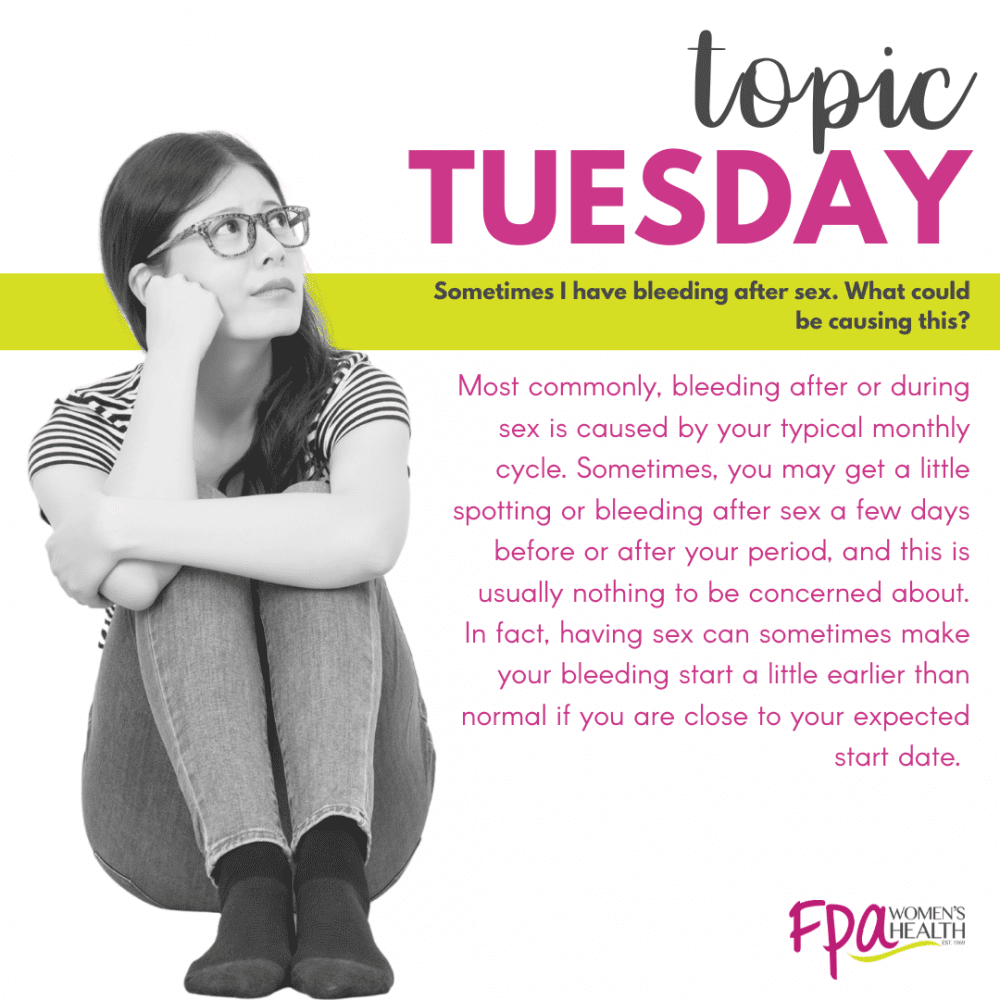 topic
TUESDAY
Sometimes I have bleeding after sex. What could
be causing this?
Most commonly, bleeding after or during
sex is caused by your typical monthly
cycle. Sometimes, you may get a little
spotting or bleeding after sex a few days
before or after your period, and this is
usually nothing to be concerned about.
In fact, having sex can sometimes make
your bleeding start a little earlier than
normal if you are close to your expected
start date.
Fpa WOMEN'S
HEALTH
EST. 1969